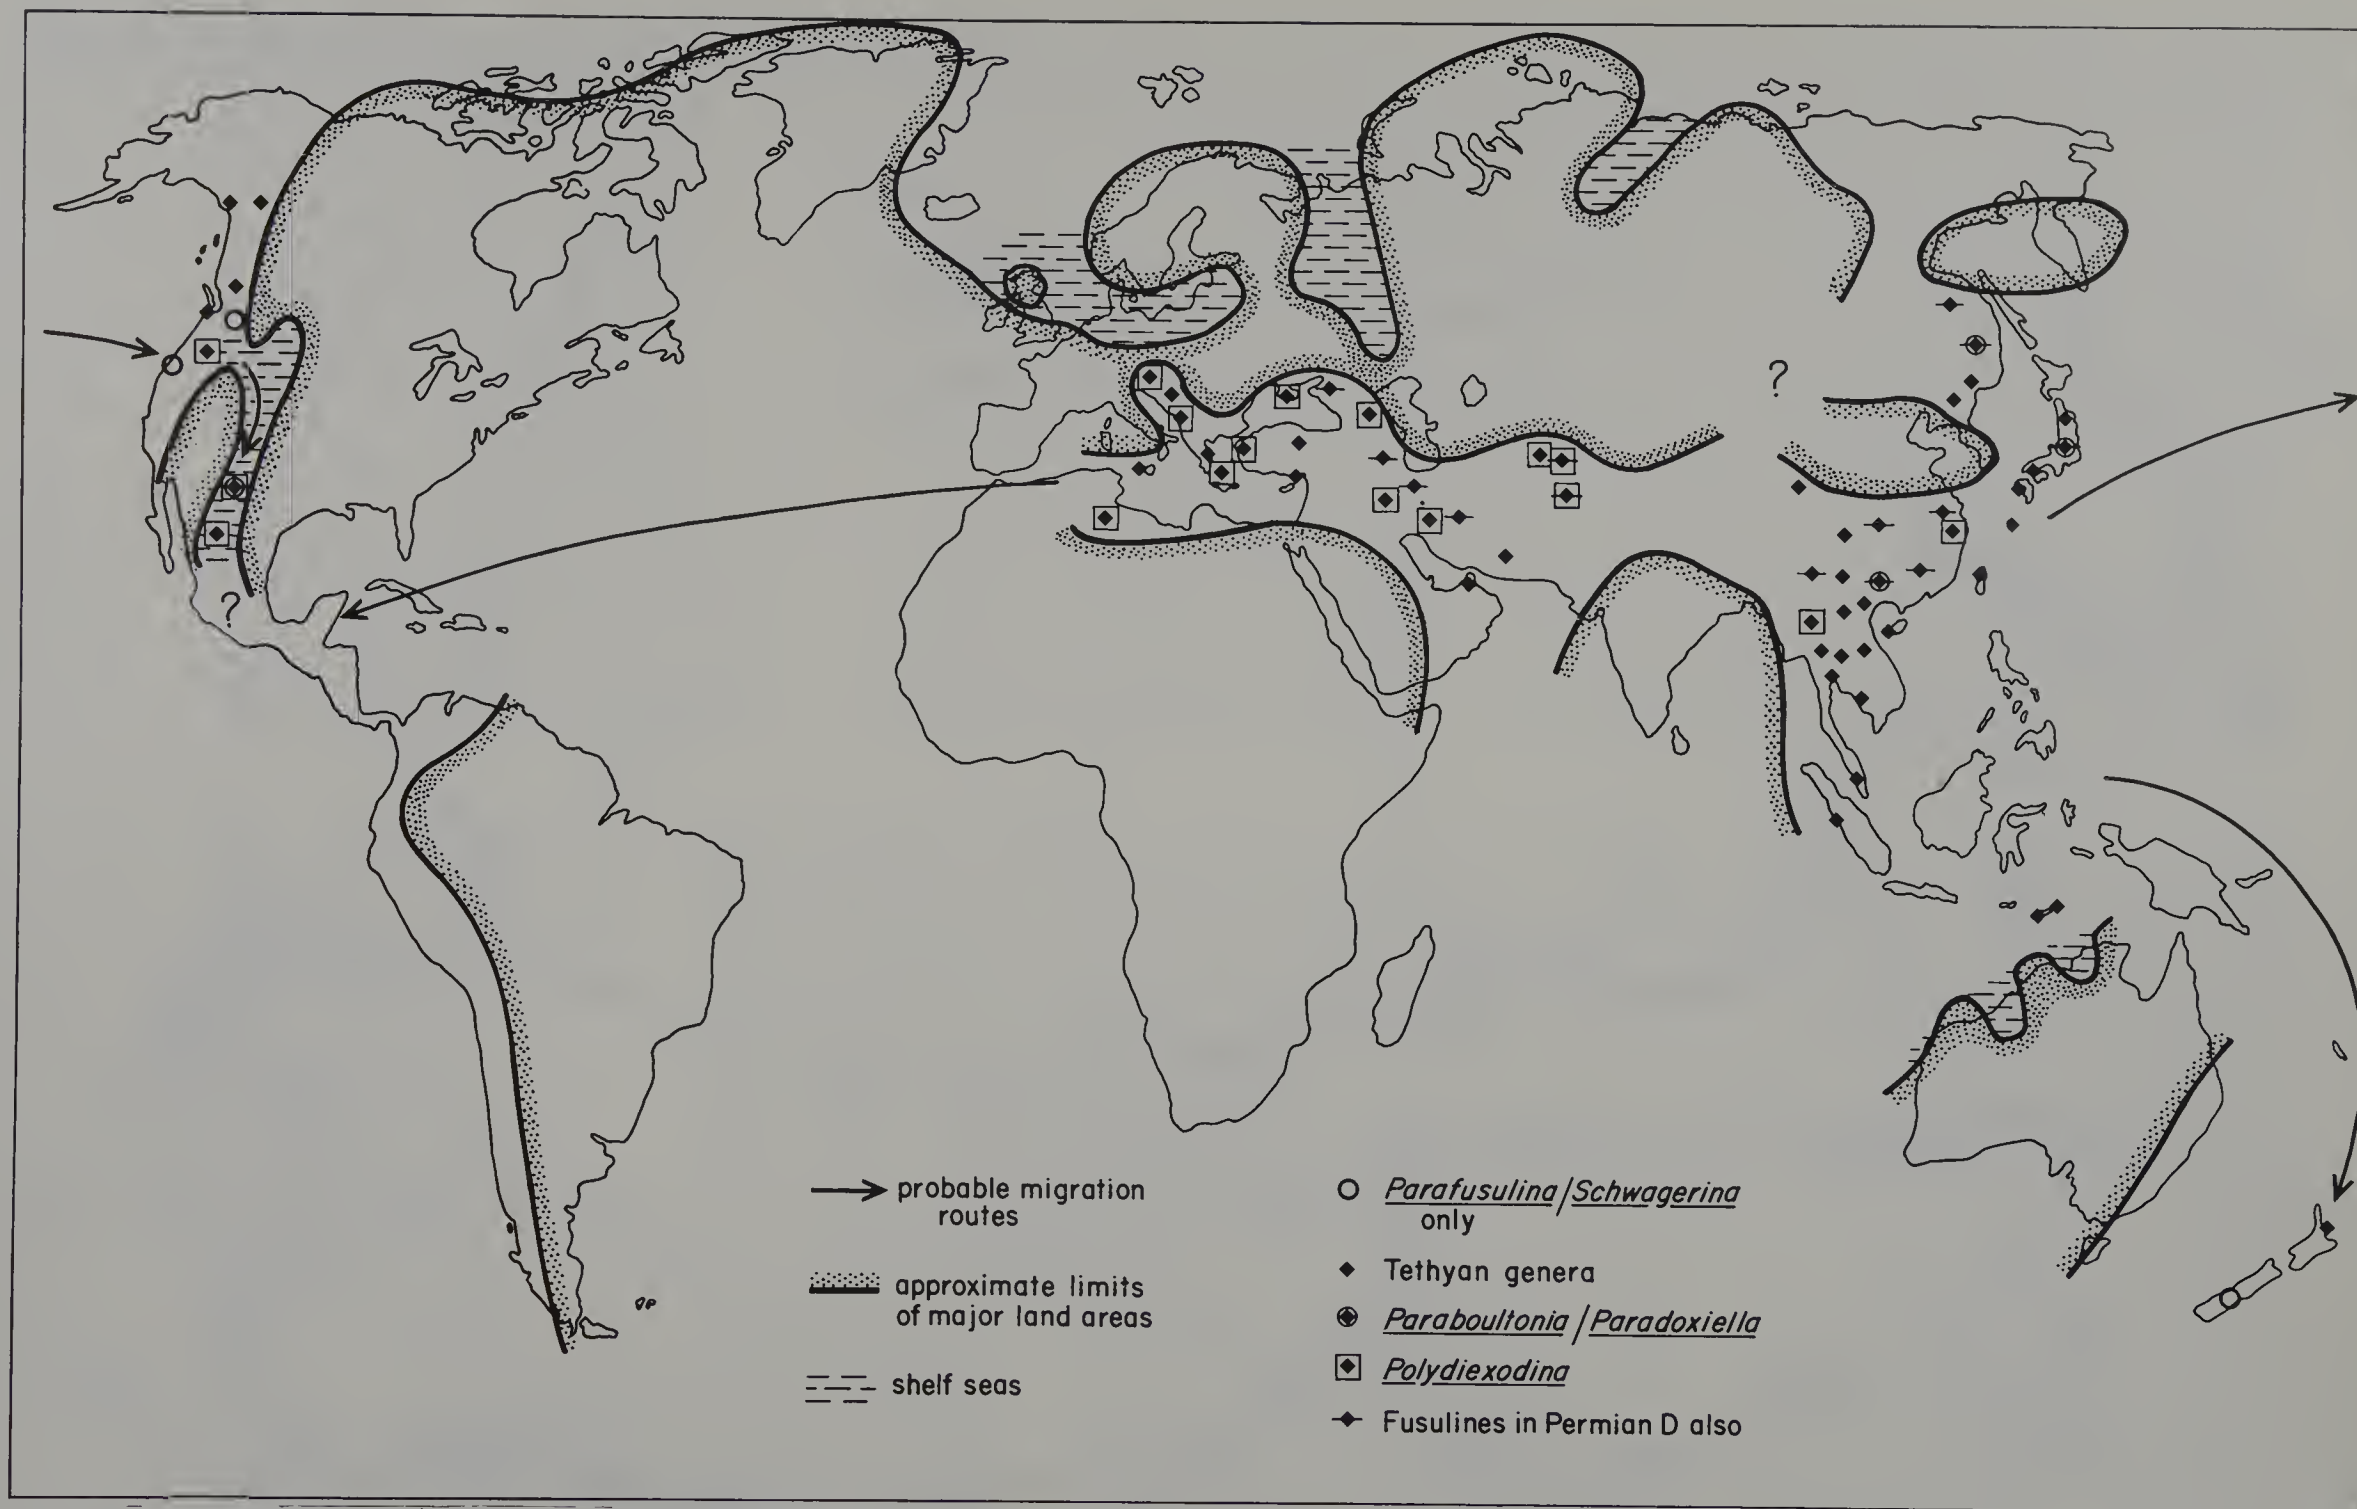 ?
?
probable migration
routes
approximate limits
of major land areas
shelf seas
Parafusulina/Schwagerina
only
Tethyan genera
Paraboultonia/Paradoxiella
Polydiexodina
Fusulines in Permian D also